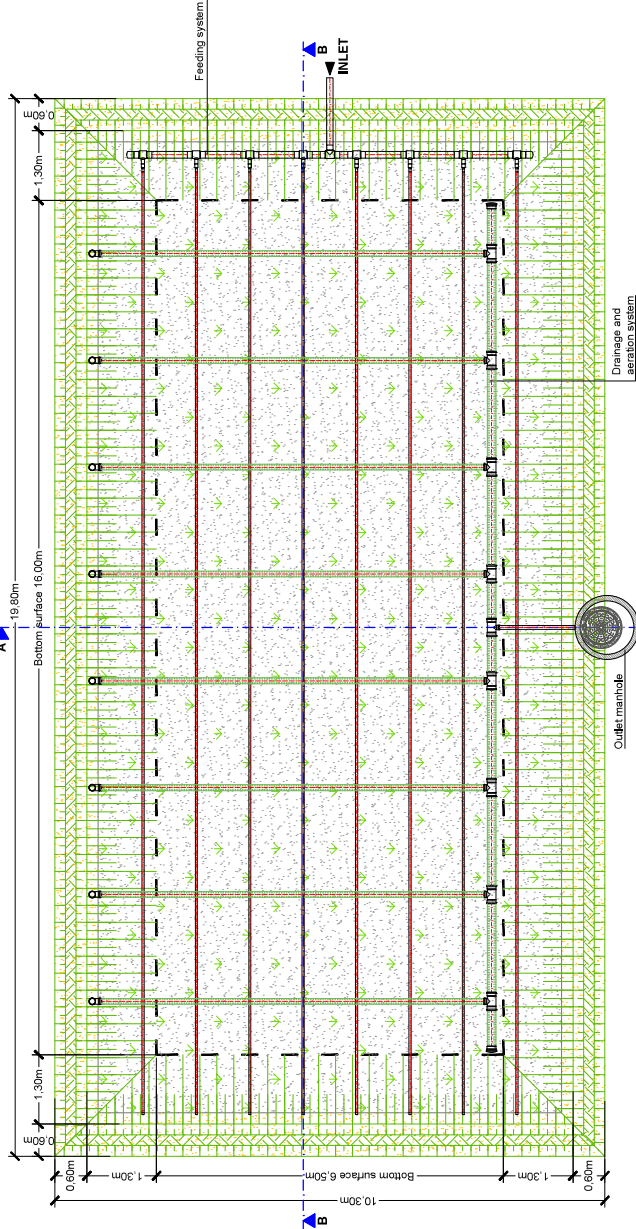 Feeding system
B
INLET
19,80m
0,60m
1,30m
Bottom surface 16,00m
A
Drainage and
aeration system
Outlet manhole
1,30m
0,60m
0,60m
1,30m
Bottom surface 6,50m
1,30m
0,60m
10,30m
B